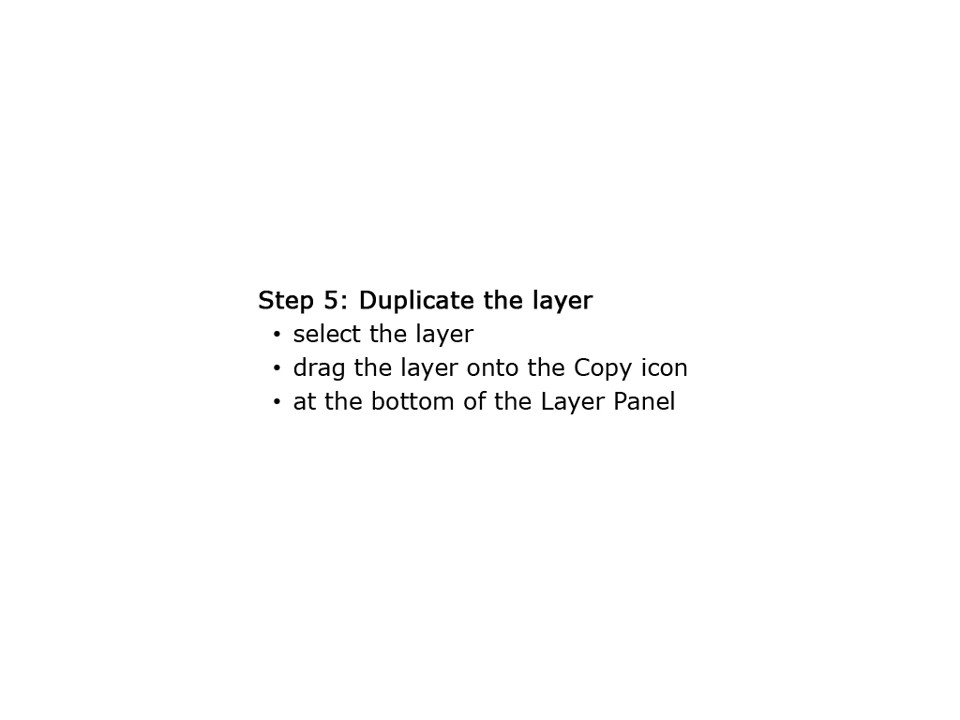 Step 5: Duplicate the layer
• select the layer
• drag the layer onto the Copy icon
• at the bottom of the Layer Panel